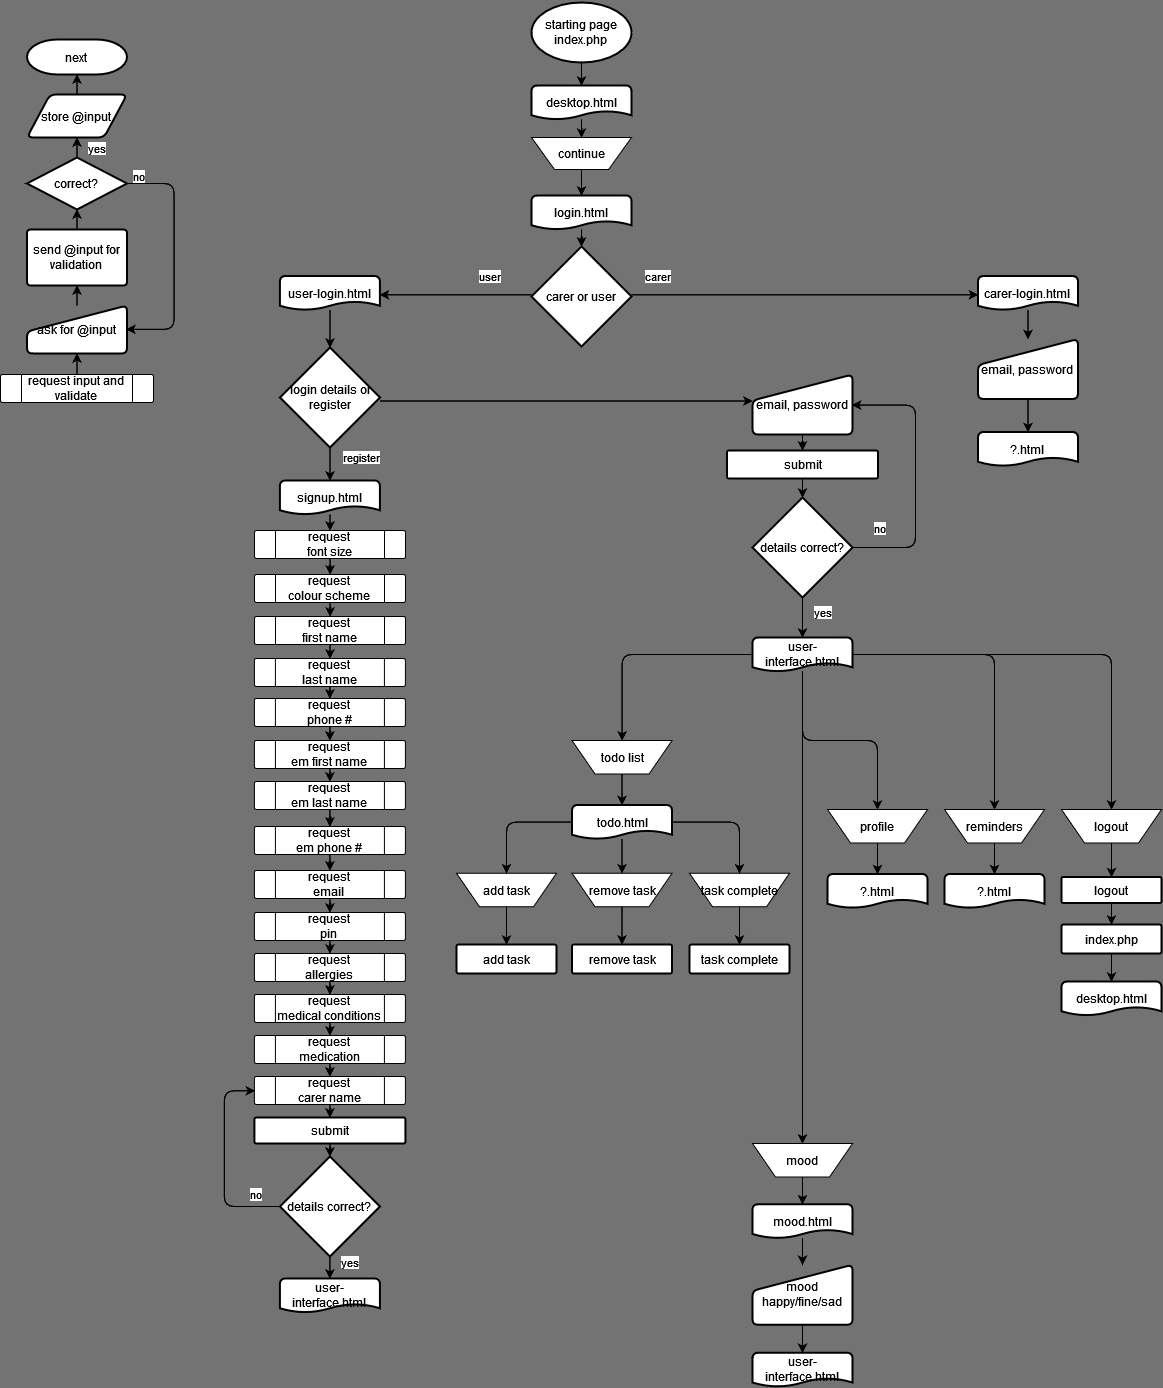 starting page
index.php
desktop.html
continue
login.html
carer or user
user
carer
next
store @input
yes
correct?
no
send @input for
validation
ask for @input
request input and
validate
user-login.html
login details or
register
register
signup.html
request
font size
request
colour scheme
request
first name
request
last name
request
phone #
request
em first name
request
em last name
request
em phone #
request
email
request
pin
request
allergies
request
medical conditions
request
medication
request
carer name
submit
details correct?
no
yes
user-
interface.html
carer-login.html
email, password
?.html
email, password
submit
details correct?
no
yes
user-
interface.html
todo list
todo.html
add task
remove task
task complete
add task
remove task
task complete
profile
?.html
reminders
?.html
logout
logout
index.php
desktop.html
mood
mood.html
mood
happy/fine/sad
user-
interface.html